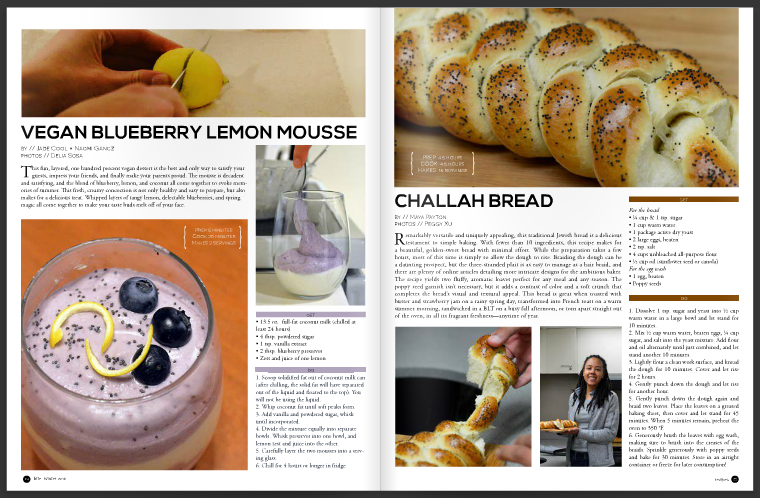 VEGAN BLUEBERRY LEMON MOUSSE
BY // JADE COOL + NAOMI
PHOTOS // DELIA SOSA
This fun, layered, one hundred percent vegan dessert is the best and only way to satisfy your
guests, impress your friends, and finally make your parents proud. The mousse is decadent
and satisfying, and the blend of blueberry, lemon, and coconut all come together to evoke mem-
ories of summer. This fresh, creamy concoction is not only healthy and easy to prepare, but also
makes for a delicious treat. Whipped layers of tangy lemon, delectable blueberries, and spring
magic all come together to make your taste buds melt off of your face.
PREP 15 MINUTES
COOK MINUTES
MAKES 3 SERVINGS
GET
• 13.5 oz. full-fat coconut milk (chilled at
least 24 hours)
• 4 tbsp. powdered sugar
• 1 tsp. vanilla extract
• 2 tbsp. blueberry preserves
• Zest and juice of one lemon
DO
1. Scoop solidified fat out of coconut milk can
(after chilling, the solid fat will have separated
out of the liquid and floated to the top). You
will not be using the liquid.
2. Whip coconut fat until soft peaks form.
3. Add vanilla and powdered sugar, whisk
until incorporated.
4. Divide the mixture equally into separate
bowls. Whisk preserves into one bowl, and
lemon zest and juice into the other.
5. Carefully layer the two mousses into a serv-
ing glass.
6. Chill for 4 hours or longer in fridge.
PREP HOURS
COOK HOURS
MAKES
CHALLAH BREAD
BY // MAYA PAYTON
PHOTOS // PEGGY XU
Remarkably versatile and uniquely appealing, this traditional Jewish bread is a delicious
testament to simple baking. With fewer than 10 ingredients, this recipe makes for
a beautiful, golden-brown bread with minimal effort. While the preparation takes a few
hours, most of this time is simply to allow the dough to rise. Braiding the dough can be
a daunting prospect, but the three-stranded plait is as easy to manage as a hair braid, and
there are plenty of online articles detailing more intricate designs for the ambitious baker.
The recipe yields two fluffy, aromatic loaves perfect for any meal and any season. The
poppy seed garnish isn't necessary, but it adds a contrast of color and a soft crunch that
completes the bread's visual and textural appeal. This bread is great when toasted with
butter and strawberry jam on a rainy spring day, transformed into French toast on a warm
summer morning, sandwiched in a BLT on a busy fall afternoon, or torn apart straight out
of the oven, in all its fragrant freshness—anytime of year.
GET
For the bread
• ¼ cup & 1 tsp. sugar
• 1 cup warm water
• 1 package active dry yeast
• 2 large eggs, beaten
• 2 tsp. salt
• 4 cups unbleached all-purpose flour
• ⅓ cup of (sunflower seed or canola)
For the egg wash
• 1 egg, beaten
• Poppy seeds
DO
1. Dissolve 1 tsp. sugar and yeast into ½ cup
warm water in a large bowl and let stand for
10 minutes.
2. Mix ½ cup warm water, beaten eggs, ¼ cup
sugar, and salt into the yeast mixture. Add flour
and oil alternately until just combined, and let
stand another 10 minutes.
3. Lightly flour a clean work surface, and knead
the dough for 10 minutes. Cover and let rise
for 2 hours.
4. Gently punch down the dough and let rise
for another hour.
5. Gently punch down the dough again and
braid two loaves. Place the loaves on a greased
baking sheet, then cover and let stand for 45
minutes. When 5 minutes remain, preheat the
oven to 350 °F.
6. Generously brush the loaves with egg wash,
making sure to brush into the creases of the
braids. Sprinkle generously with poppy seeds
and bake for 30 minutes. Store in an airtight
container or freeze for later consumption!